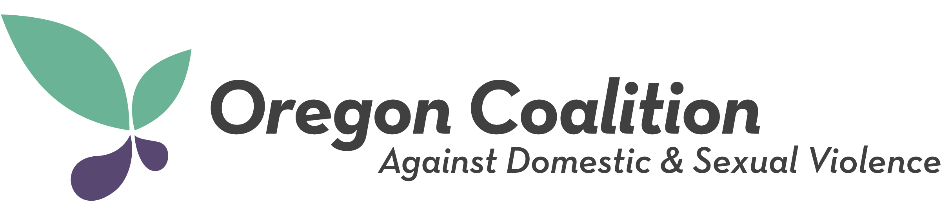 Oregon Coalition
Against Domestic & Sexual Violence